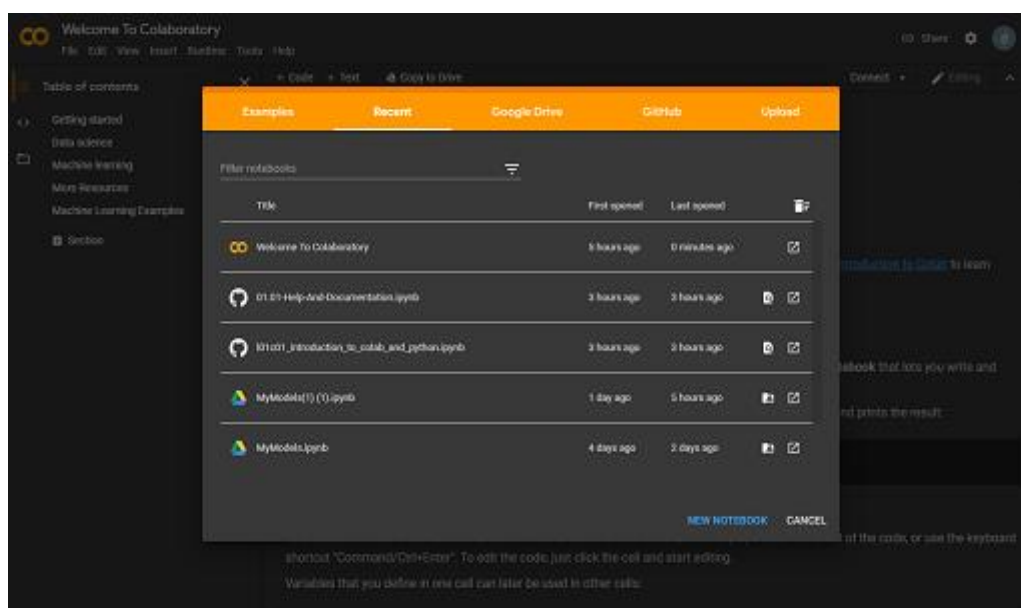 Welcome To Colaboratory
File Edit View Insert Runtime Tools Help
Share
Table of contents
+ Code + Text Copy to Drive
Connect
Editing
Getting started
Data science
Machine learning
More Resources
Machine Learning Examples
Section
Examples Recent Google Drive GitHub Upload
Filter notebooks
Title First opened Last opened
Welcome To Colaboratory 5 hours ago 0 minutes ago
01.01-Help-And-Documentation.ipynb 3 hours ago 3 hours ago
l01c01_introduction_to_colab_and_python.ipynb 3 hours ago 3 hours ago
MyModels(1) (1).ipynb 1 day ago 5 hours ago
MyModels.ipynb 4 days ago 2 days ago
NEW NOTEBOOK CANCEL
Introduction to Colab to learn
that lets you write and
nd prints the result.
of the code, or use the keyboard
shortcut "Command/Ctrl+Enter". To edit the code, just click the cell and start editing.
Variables that you define in one cell can later be used in other cells: